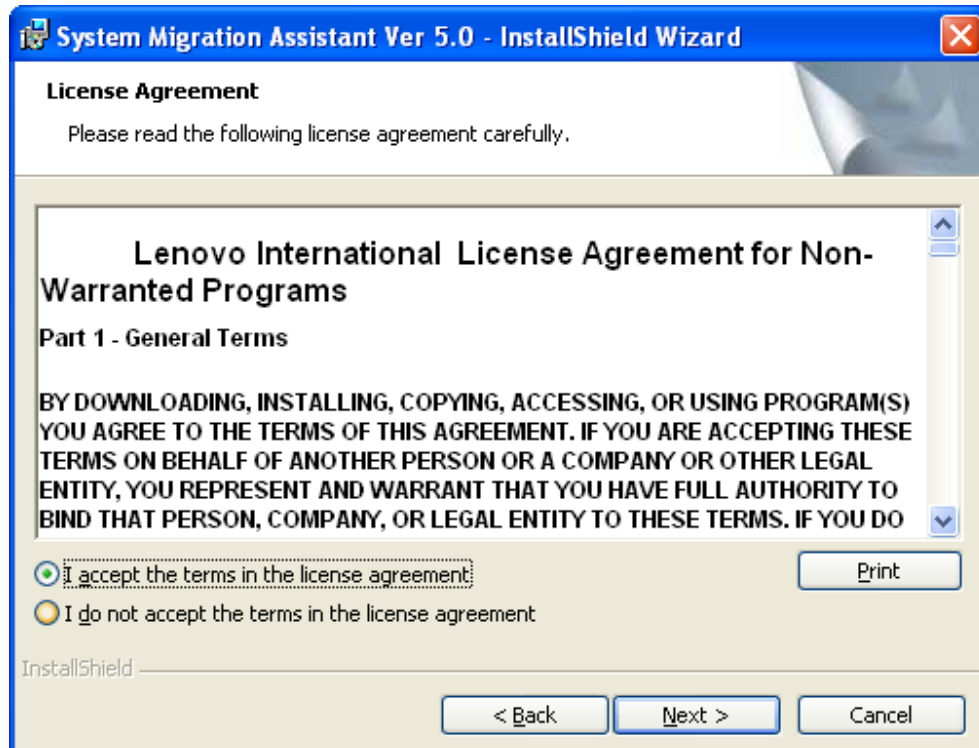 System Migration Assistant Ver 5.0 - InstallShield Wizard
License Agreement
Please read the following license agreement carefully.
Lenovo International License Agreement for Non-
Warranted Programs
Part 1 - General Terms
BY DOWNLOADING, INSTALLING, COPYING, ACCESSING, OR USING PROGRAM(S)
YOU AGREE TO THE TERMS OF THIS AGREEMENT. IF YOU ARE ACCEPTING THESE
TERMS ON BEHALF OF ANOTHER PERSON OR A COMPANY OR OTHER LEGAL
ENTITY, YOU REPRESENT AND WARRANT THAT YOU HAVE FULL AUTHORITY TO
BIND THAT PERSON, COMPANY, OR LEGAL ENTITY TO THESE TERMS. IF YOU DO
I accept the terms in the license agreement
Print
I do not accept the terms in the license agreement
InstallShield
< Back Next > Cancel